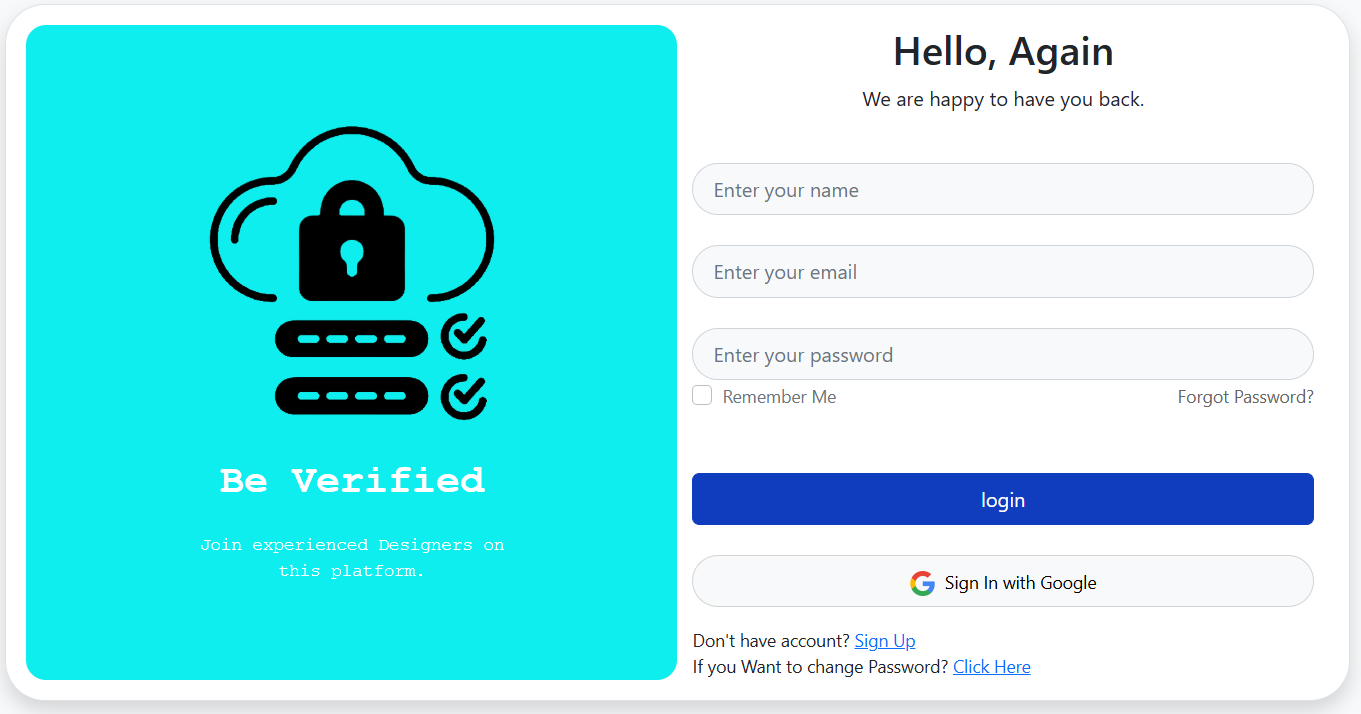 Be Verified
Join experienced Designers on
this platform.
Hello, Again
We are happy to have you back.
Enter your name
Enter your email
Enter your password
Remember Me
Forgot Password?
login
Sign In with Google
Don't have account? Sign Up
If you Want to change Password? Click Here